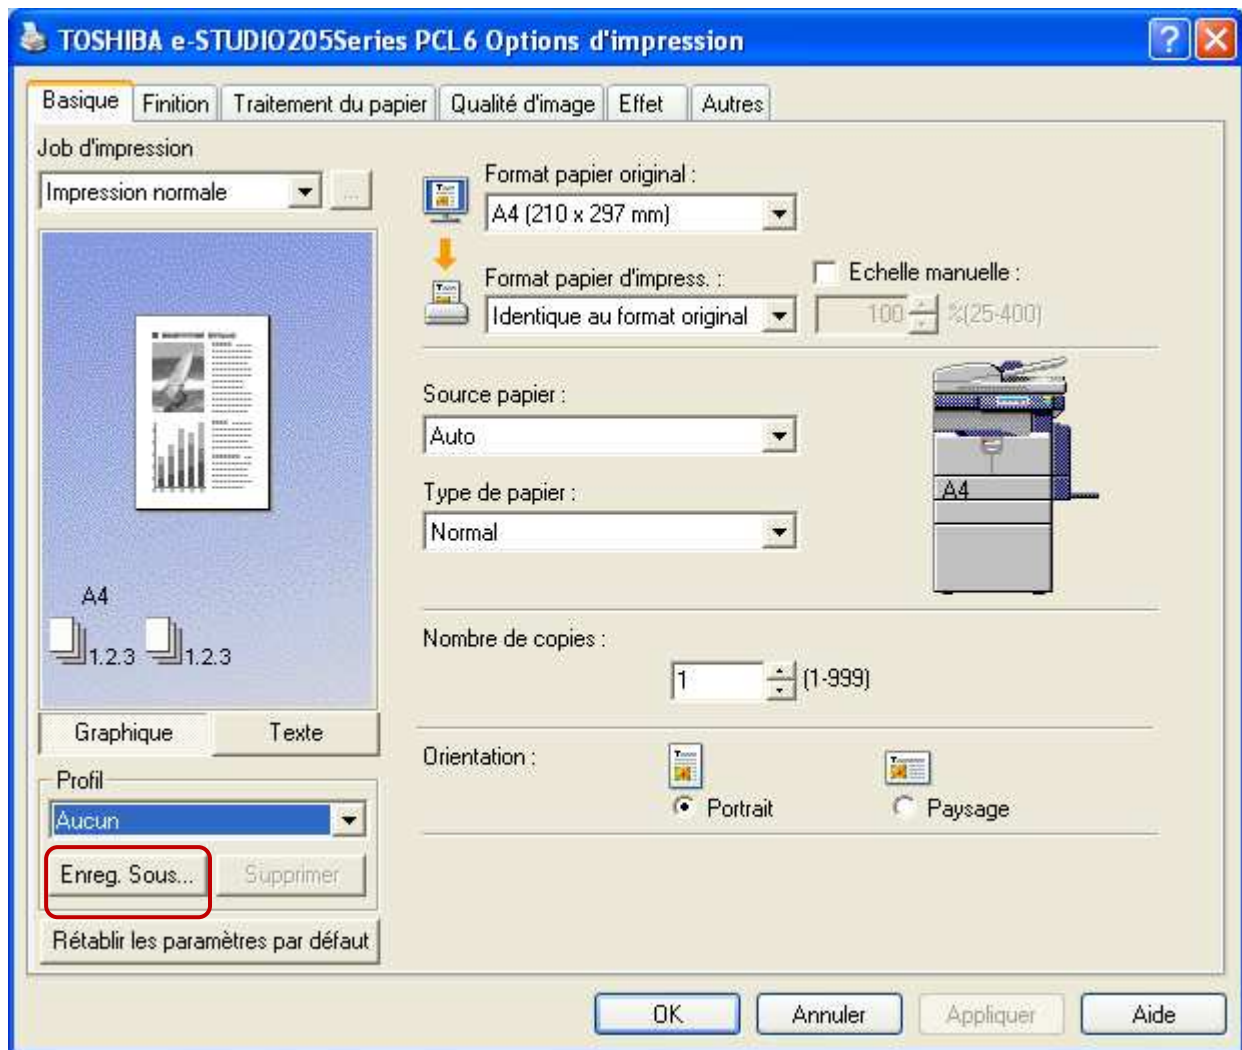 TOSHIBA e-STUDIO205Series PCL6 Options d'impression
Basique Finition Traitement du papier Qualité d'image Effet Autres
Job d'impression
Impression normale ...
Format papier original :
A4 (210 x 297 mm)
Format papier d'impress. :
Identique au format original
Echelle manuelle :
100 %(25-400)
Source papier :
Auto
Type de papier :
Normal
A4
A4
1.2.3 1.2.3
Nombre de copies :
1 (1-999)
Graphique Texte
Orientation :
Portrait Paysage
Profil
Aucun
Enreg. Sous... Supprimer
Rétablir les paramètres par défaut
OK Annuler Appliquer Aide